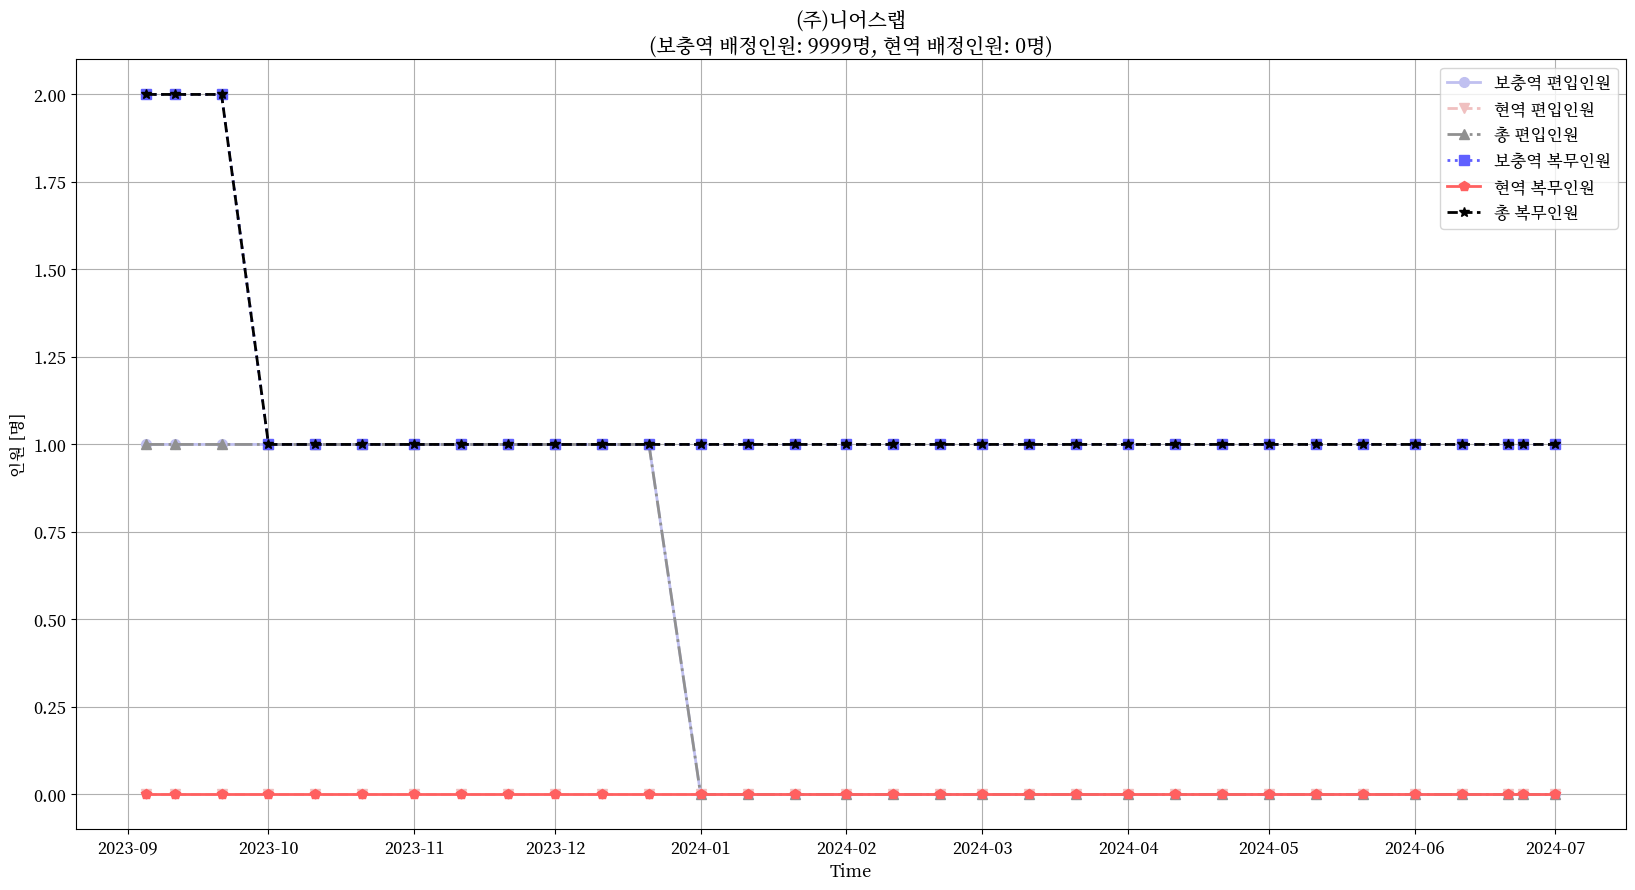 (주)니어스랩
(보충역 배정인원: 9999명, 현역 배정인원: 0명)
보충역 편입인원
현역 편입인원
총 편입인원
보충역 복무인원
현역 복무인원
총 복무인원
인원 [명]
2.00
1.75
1.50
1.25
1.00
0.75
0.50
0.25
0.00
2023-09 2023-10 2023-11 2023-12 2024-01 2024-02 2024-03 2024-04 2024-05 2024-06 2024-07
Time